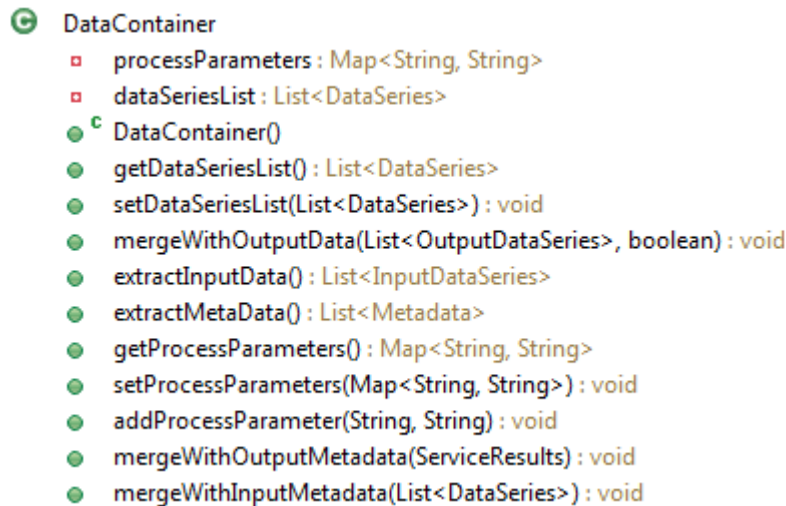 DataContainer
processParameters : Map<String, String>
dataSeriesList : List<DataSeries>
C DataContainer()
getDataSeriesList() : List<DataSeries>
setDataSeriesList(List<DataSeries>) : void
mergeWithOutputData(List<OutputDataSeries>, boolean) : void
extractInputData() : List<InputDataSeries>
extractMetaData() : List<Metadata>
getProcessParameters() : Map<String, String>
setProcessParameters(Map<String, String>) : void
addProcessParameter(String, String) : void
mergeWithOutputMetadata(ServiceResults) : void
mergeWithInputMetadata(List<DataSeries>) : void